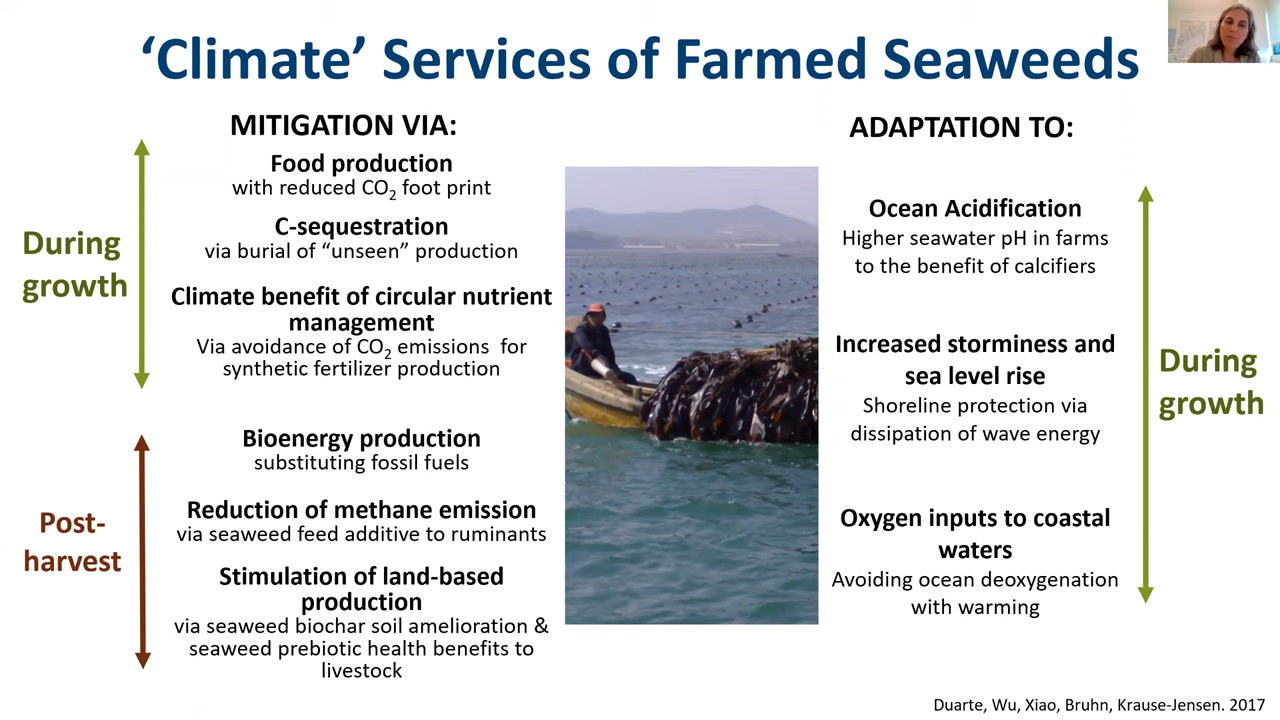 ‘Climate’ Services of Farmed Seaweeds
MITIGATION VIA:
During
growth
Food production
with reduced CO₂ foot print
C-sequestration
via burial of “unseen” production
Climate benefit of circular nutrient
management
Via avoidance of CO₂ emissions for
synthetic fertilizer production
Post-
harvest
Bioenergy production
substituting fossil fuels
Reduction of methane emission
via seaweed feed additive to ruminants
Stimulation of land-based
production
via seaweed biochar soil amelioration &
seaweed prebiotic health benefits to
livestock
ADAPTATION TO:
Ocean Acidification
Higher seawater pH in farms
to the benefit of calcifiers
Increased storminess and
sea level rise
Shoreline protection via
dissipation of wave energy
Oxygen inputs to coastal
waters
Avoiding ocean deoxygenation
with warming
During
growth
Duarte, Wu, Xiao, Bruhn, Krause-Jensen. 2017